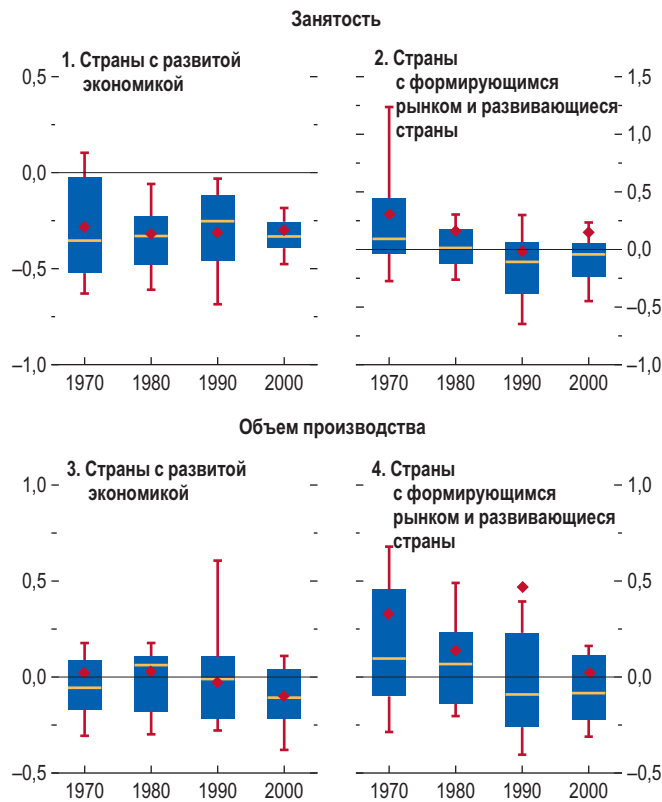 Занятость
1. Страны с развитой
экономикой
0,5
0,0
–0,5
–1,0
1970 1980 1990 2000
2. Страны
с формирующимся
рынком и развивающиеся
страны
1,5
1,0
0,5
0,0
–0,5
–1,0
1970 1980 1990 2000
Объем производства
3. Страны с развитой
экономикой
1,0
0,5
0,0
–0,5
1970 1980 1990 2000
4. Страны
с формирующимся
рынком и развивающиеся
страны
1,0
0,5
0,0
–0,5
1970 1980 1990 2000